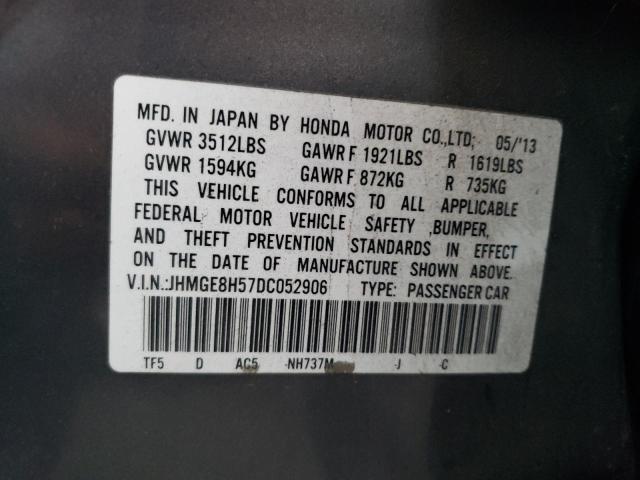 MFD. IN JAPAN BY HONDA MOTOR CO.,LTD; 05/'13
GVWR 3512LBS GAWR F 1921LBS R 1619LBS
GVWR 1594KG GAWR F 872KG R 735KG
THIS VEHICLE CONFORMS TO ALL APPLICABLE
FEDERAL MOTOR VEHICLE SAFETY ,BUMPER,
AND THEFT PREVENTION STANDARDS IN EFFECT
ON THE DATE OF MANUFACTURE SHOWN ABOVE.
V.I.N.:JHMGE8H57DC052906 TYPE: PASSENGER CAR
TF5 D AC5 -NH737M -J -C